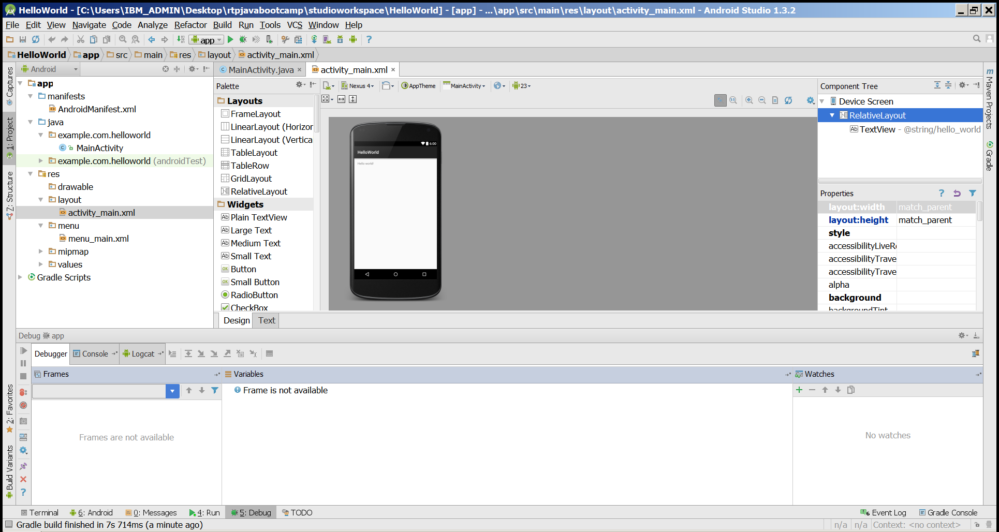 HelloWorld - [C:\Users\IBM_ADMIN\Desktop\rtpjavabootcamp\studioworkspace\HelloWorld] - [app] - ...\app\src\main\res\layout\activity_main.xml - Android Studio 1.3.2
File Edit View Navigate Code Analyze Refactor Build Run Tools VCS Window Help
app
HelloWorld app src main res layout activity_main.xml
Android
MainActivity.java
activity_main.xml
Captures
1: Project
Z: Structure
2: Favorites
Build Variants
app
manifests
AndroidManifest.xml
java
example.com.helloworld
MainActivity
example.com.helloworld (androidTest)
res
drawable
layout
activity_main.xml
menu
menu_main.xml
mipmap
values
Gradle Scripts
Palette
Layouts
FrameLayout
LinearLayout (Horizor
LinearLayout (Vertica
TableLayout
TableRow
GridLayout
RelativeLayout
Widgets
Ab Plain TextView
Ab Large Text
Ab Medium Text
Ab Small Text
OK Button
OK Small Button
RadioButton
CheckBox
Nexus 4 AppTheme MainActivity 23
6:00
HelloWorld
Hello world!
Design Text
Component Tree
Device Screen
RelativeLayout
Ab TextView - @string/hello_world
Properties
layout:width match_parent
layout:height match_parent
style
accessibilityLiveRe
accessibilityTrave
accessibilityTrave
alpha
background
backgroundTint
Maven Projects
Gradle
Debug app
Debugger Console Logcat
Frames
Variables
Watches
Frame is not available
Frames are not available
No watches
Terminal 6: Android 0: Messages 4: Run 5: Debug TODO
6 Event Log Gradle Console
Gradle build finished in 7s 714ms (a minute ago)
n/a n/a Context: <no context>